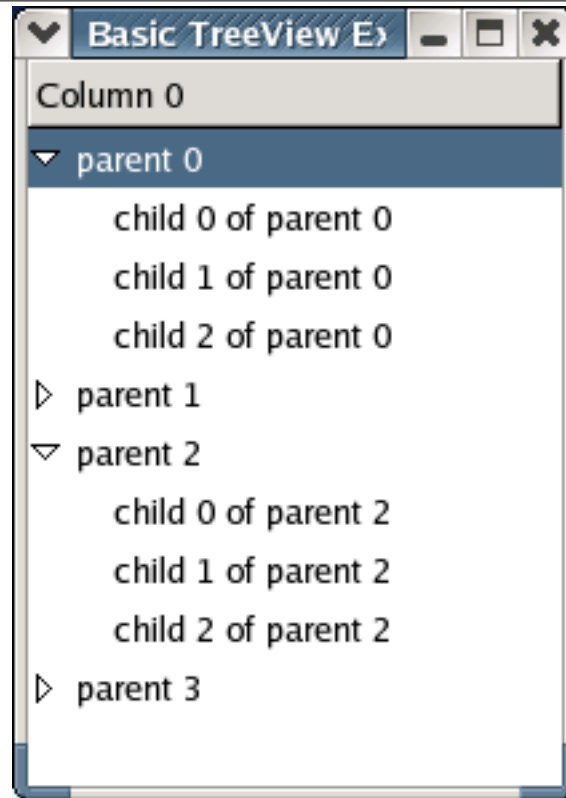 Basic TreeView Ex
Column 0
parent 0
child 0 of parent 0
child 1 of parent 0
child 2 of parent 0
parent 1
parent 2
child 0 of parent 2
child 1 of parent 2
child 2 of parent 2
parent 3